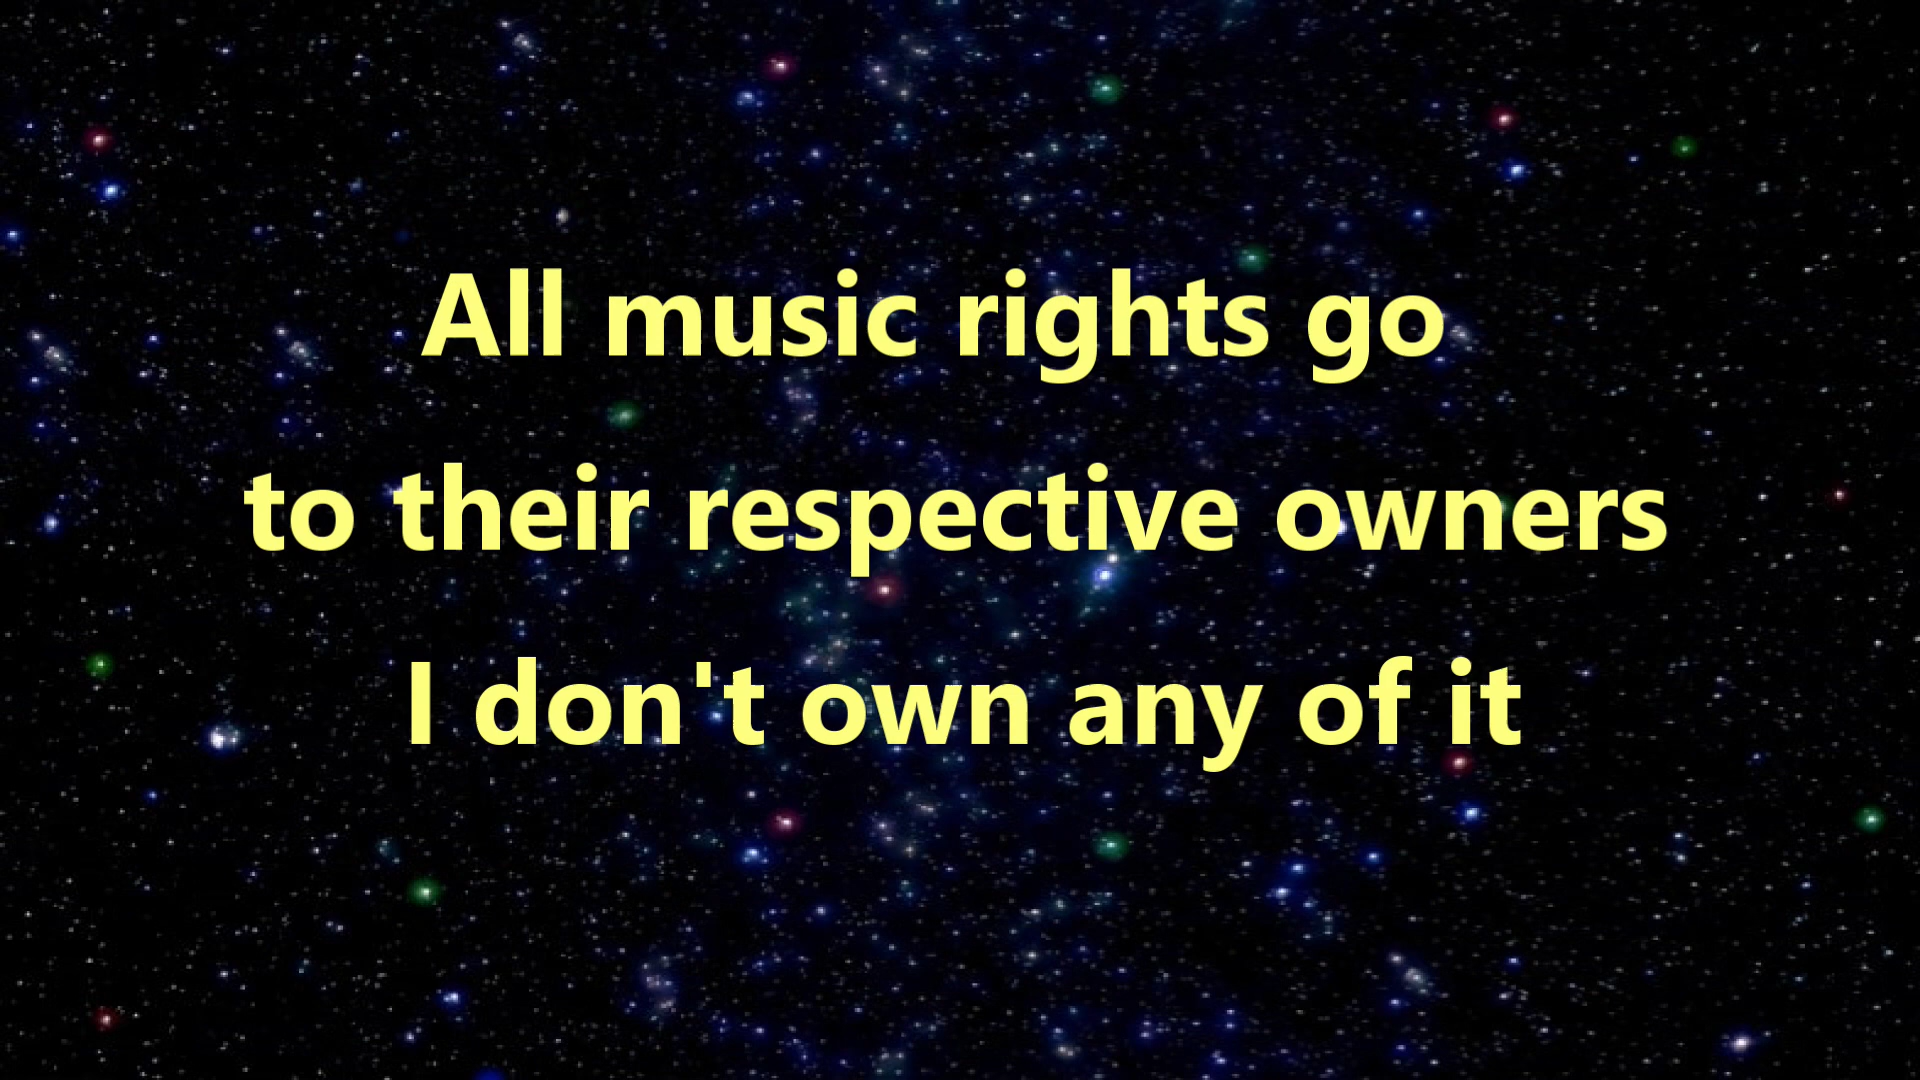 All music rights go
to their respective owners
I don't own any of it